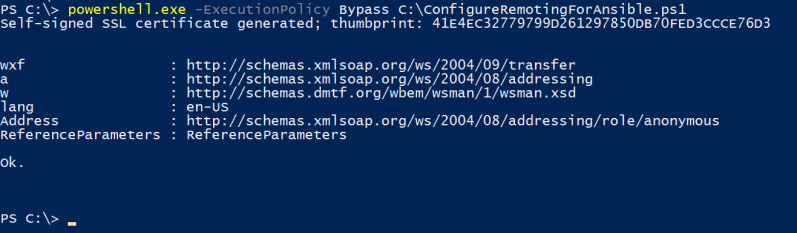 PS C:\> powershell.exe -ExecutionPolicy Bypass C:\ConfigureRemotingForAnsible.ps1
Self-signed SSL certificate generated; thumbprint: 41E4EC32779799D261297850DB70FED3CCCE76D3
wxf : http://schemas.xmlsoap.org/ws/2004/09/transfer
a : http://schemas.xmlsoap.org/ws/2004/08/addressing
w : http://schemas.dmtf.org/wbem/wsman/1/wsman.xsd
lang : en-US
Address : http://schemas.xmlsoap.org/ws/2004/08/addressing/role/anonymous
ReferenceParameters : ReferenceParameters
Ok.
PS C:\>